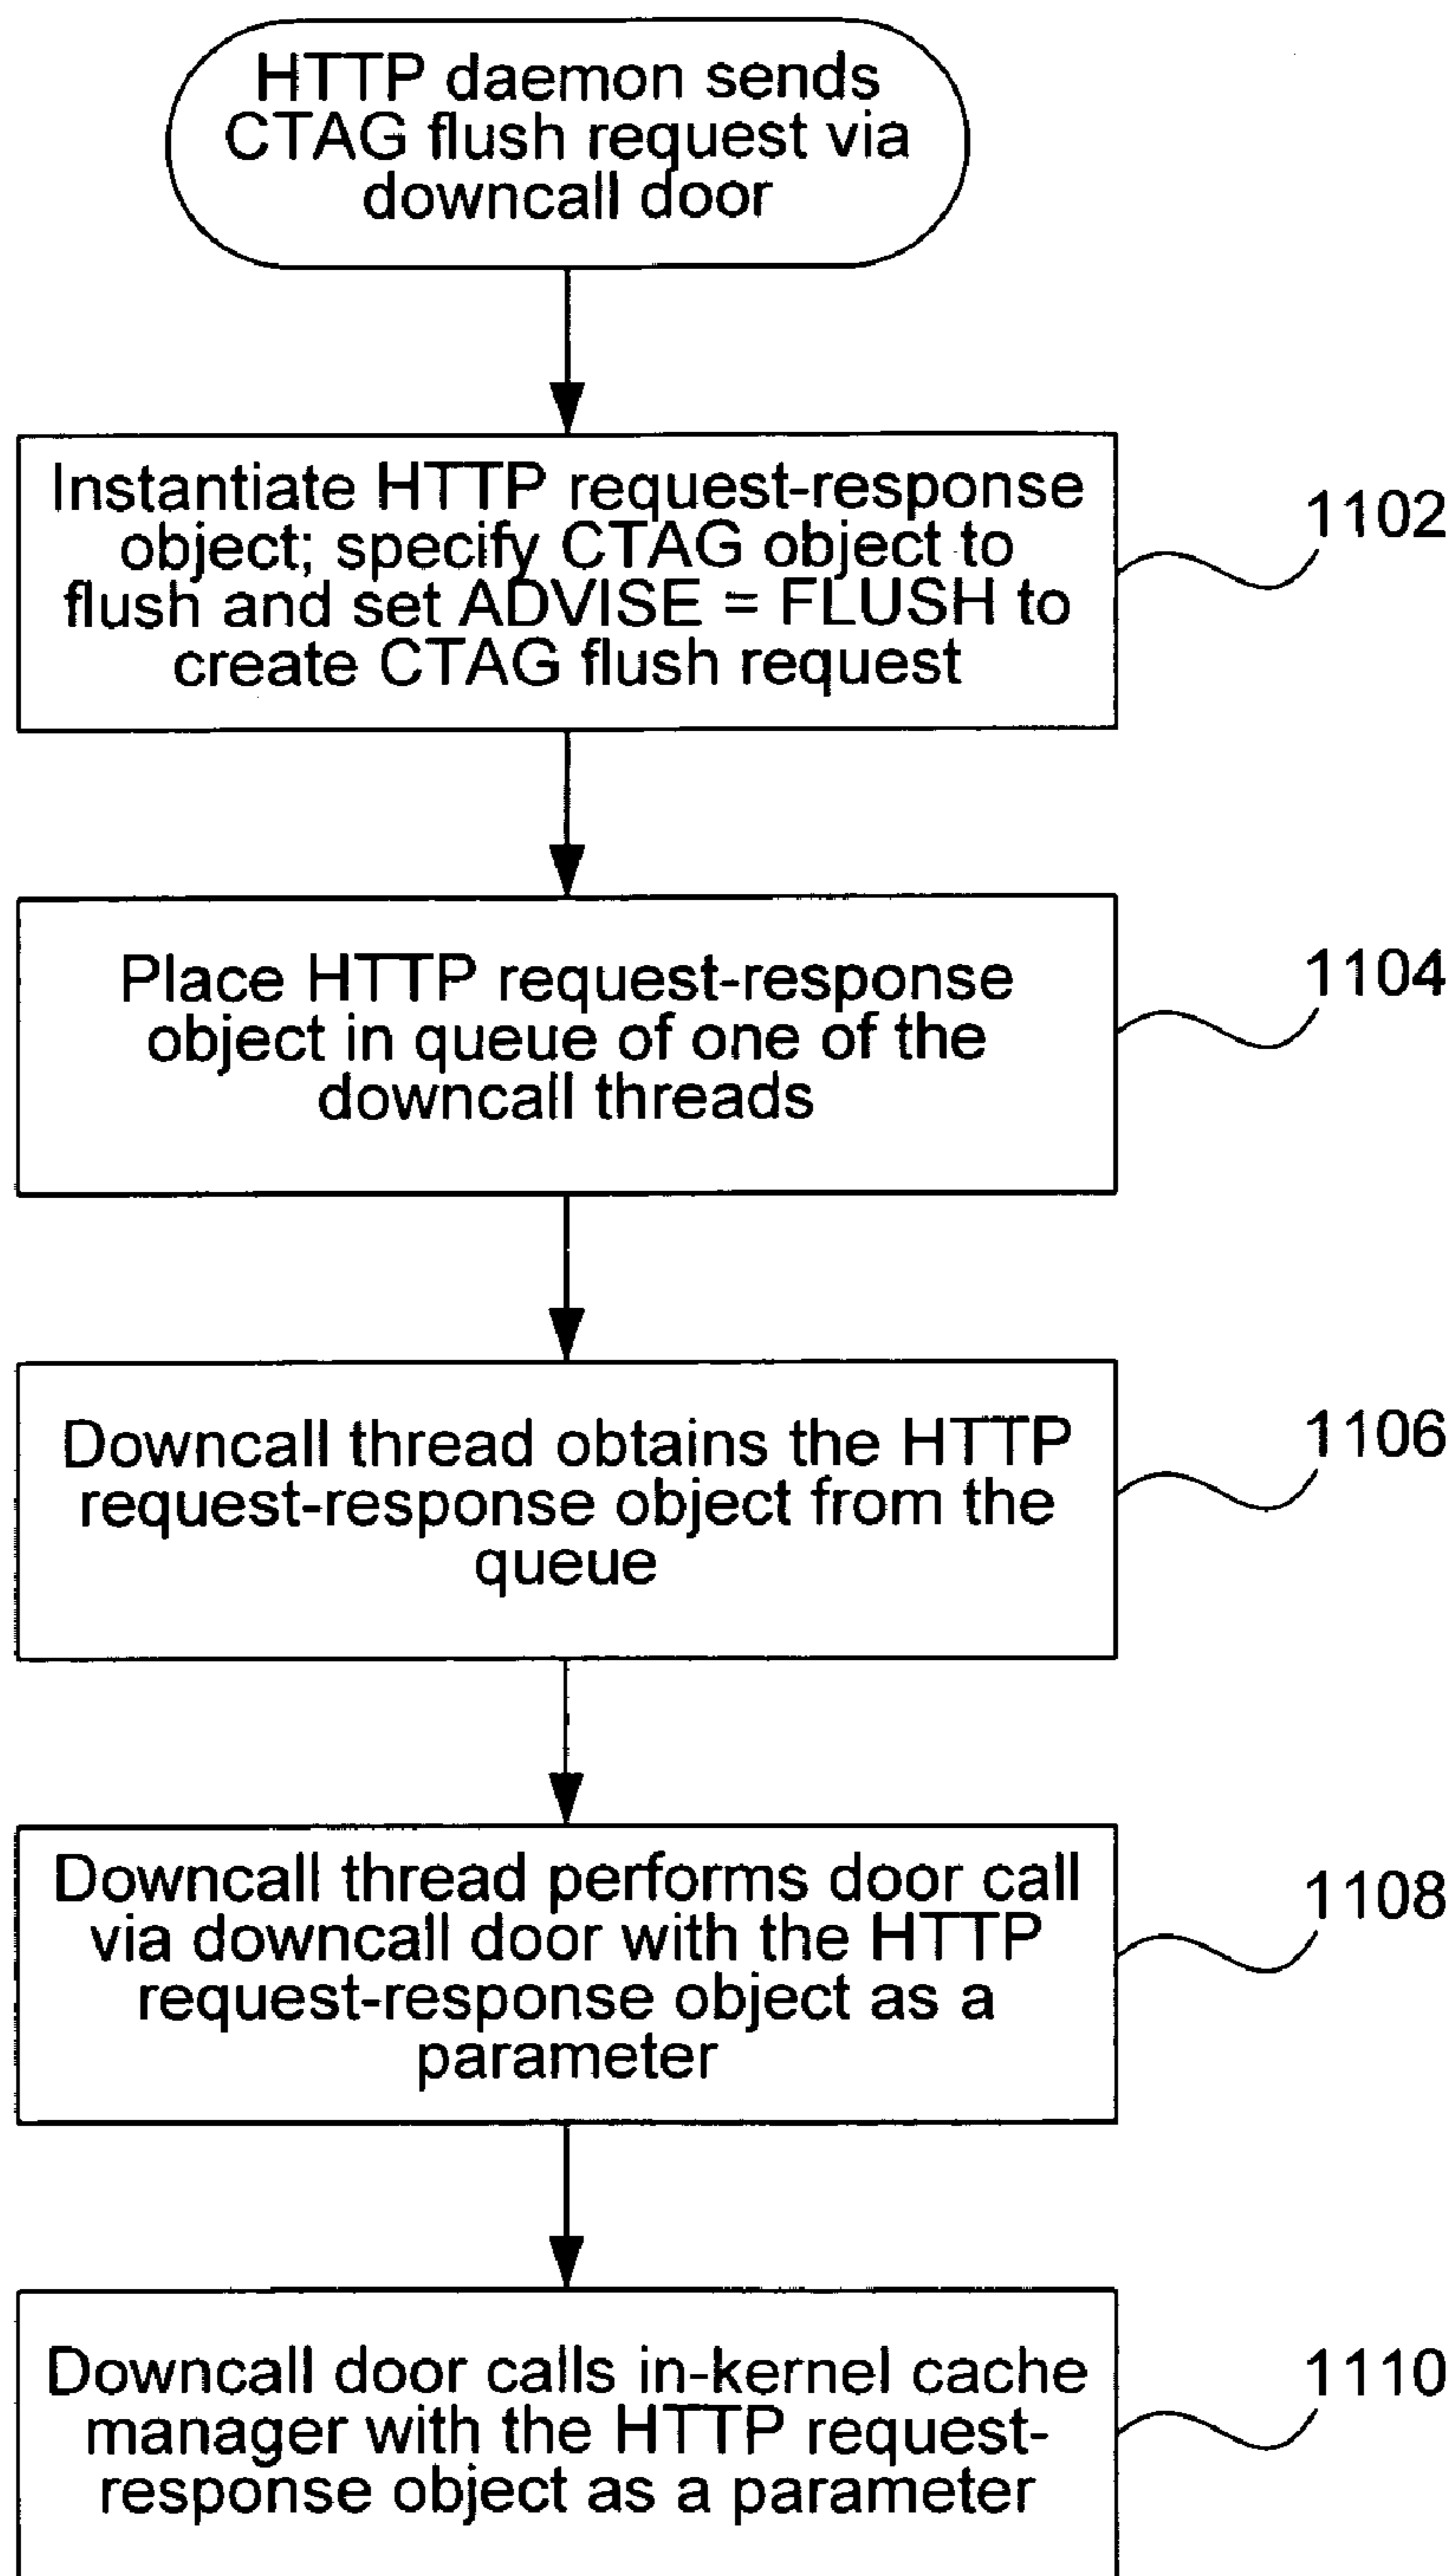 HTTP daemon sends
CTAG flush request via
downcall door
Instantiate HTTP request-response
object; specify CTAG object to
flush and set ADVISE = FLUSH to
create CTAG flush request
1102
Place HTTP request-response
object in queue of one of the
downcall threads
1104
Downcall thread obtains the HTTP
request-response object from the
queue
1106
Downcall thread performs door call
via downcall door with the HTTP
request-response object as a
parameter
1108
Downcall door calls in-kernel cache
manager with the HTTP request-
response object as a parameter
1110